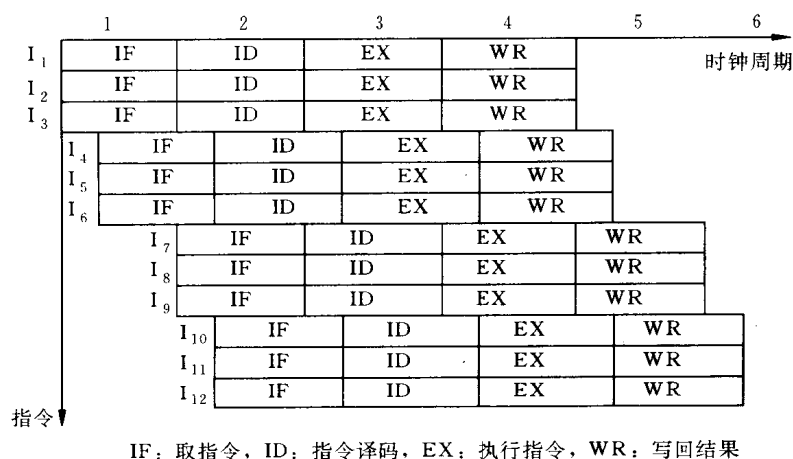 1 2 3 4 5 6
时钟周期
I₁ IF ID EX WR
I₂ IF ID EX WR
I₃ IF ID EX WR
I₄ IF ID EX WR
I₅ IF ID EX WR
I₆ IF ID EX WR
I₇ IF ID EX WR
I₈ IF ID EX WR
I₉ IF ID EX WR
I₁₀ IF ID EX WR
I₁₁ IF ID EX WR
I₁₂ IF ID EX WR
指令
IF：取指令，ID：指令译码，EX：执行指令，WR：写回结果